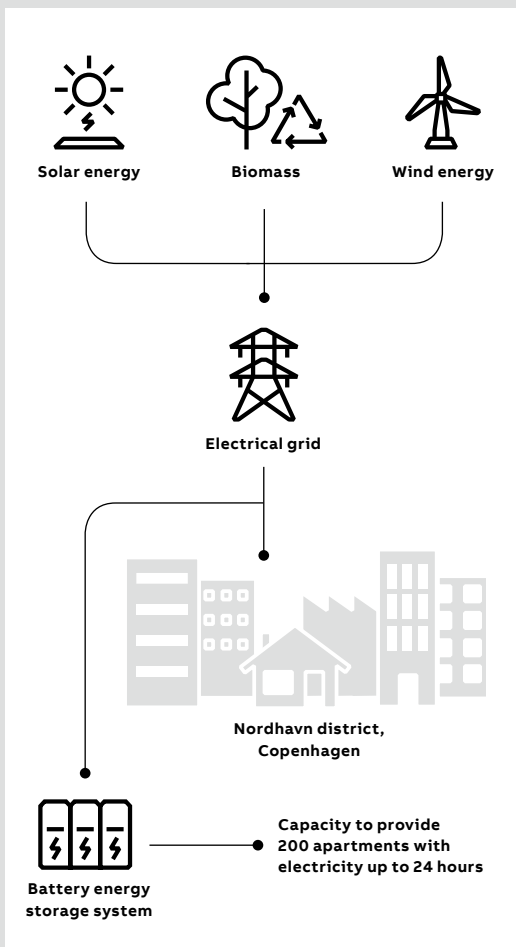 Solar energy
Biomass
Wind energy
Electrical grid
Nordhavn district,
Copenhagen
Capacity to provide
200 apartments with
electricity up to 24 hours
Battery energy
storage system